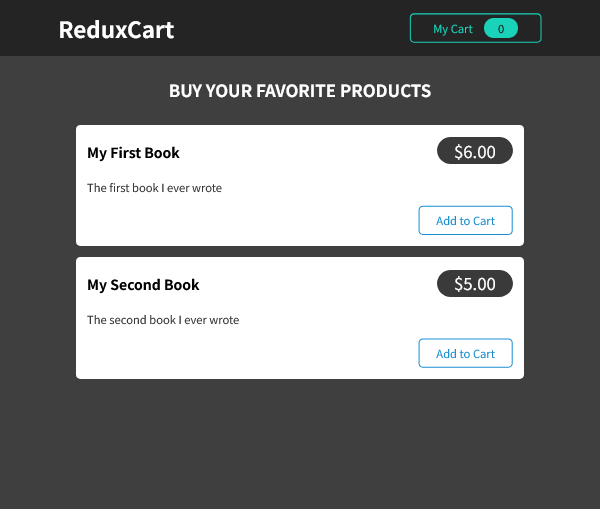 ReduxCart
My Cart 0
BUY YOUR FAVORITE PRODUCTS
My First Book
$6.00
The first book I ever wrote
Add to Cart
My Second Book
$5.00
The second book I ever wrote
Add to Cart